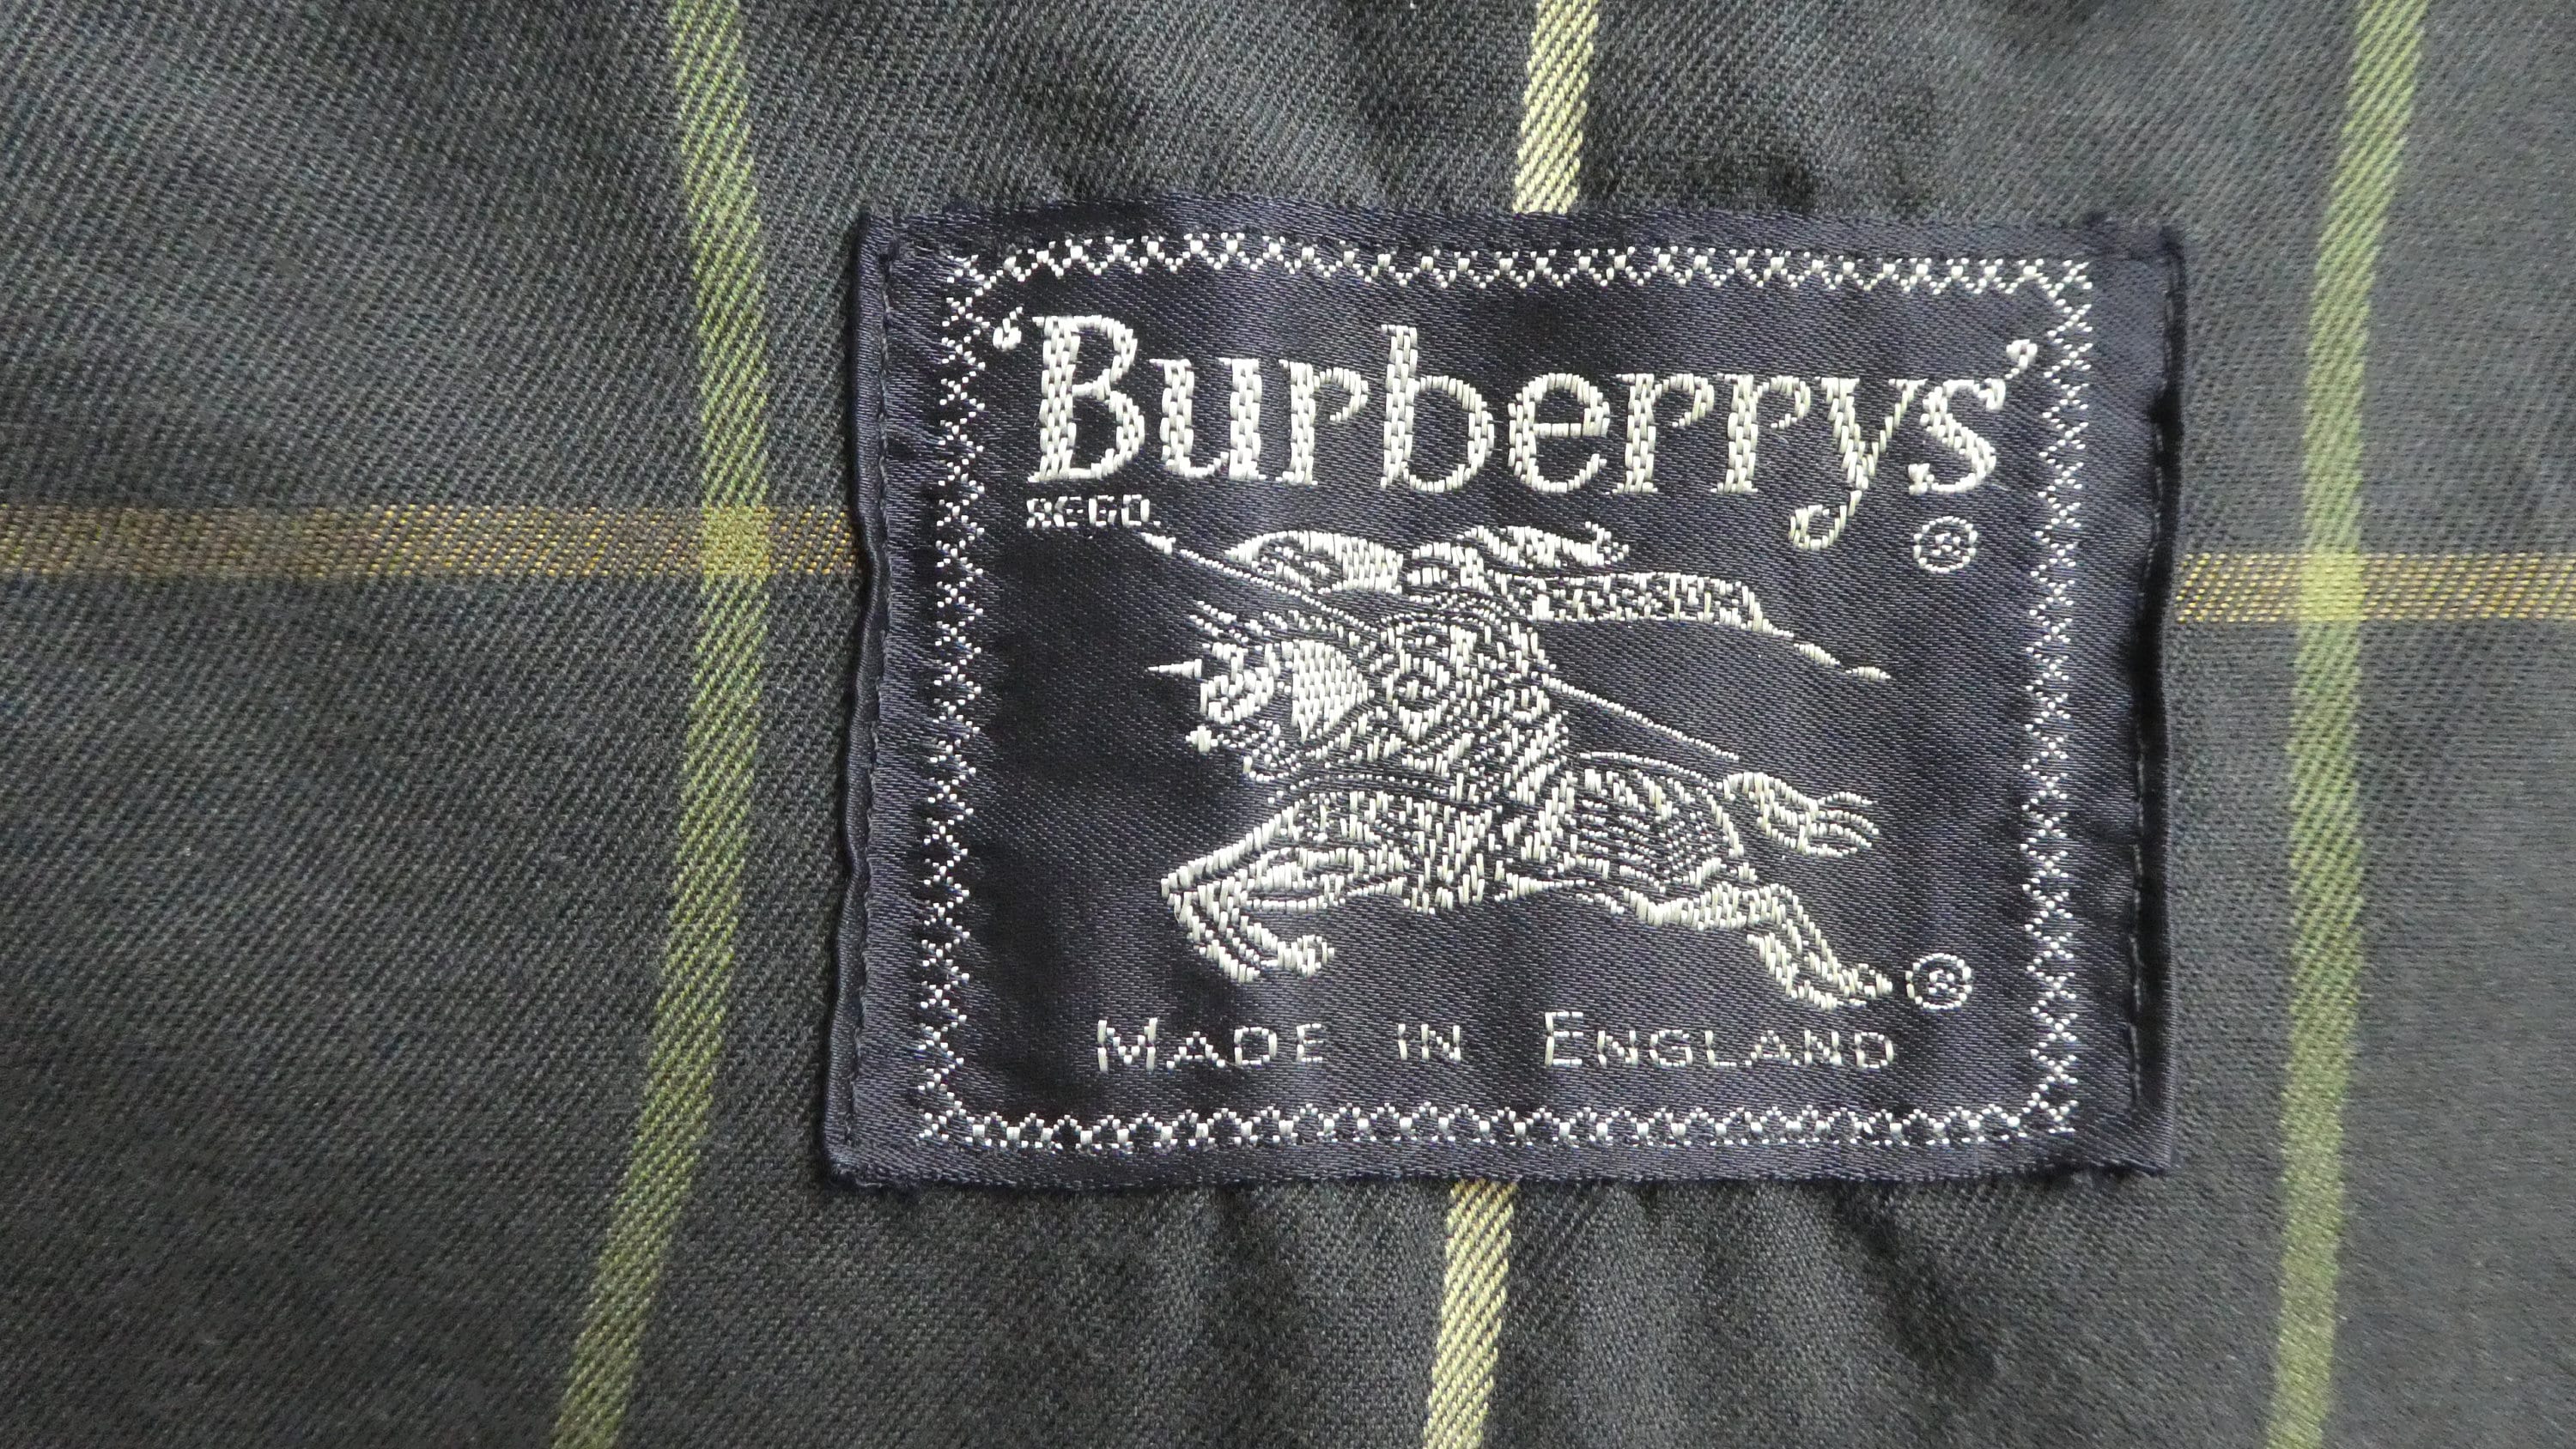 ‘Burberrys’
REGD. ®
®
MADE IN ENGLAND